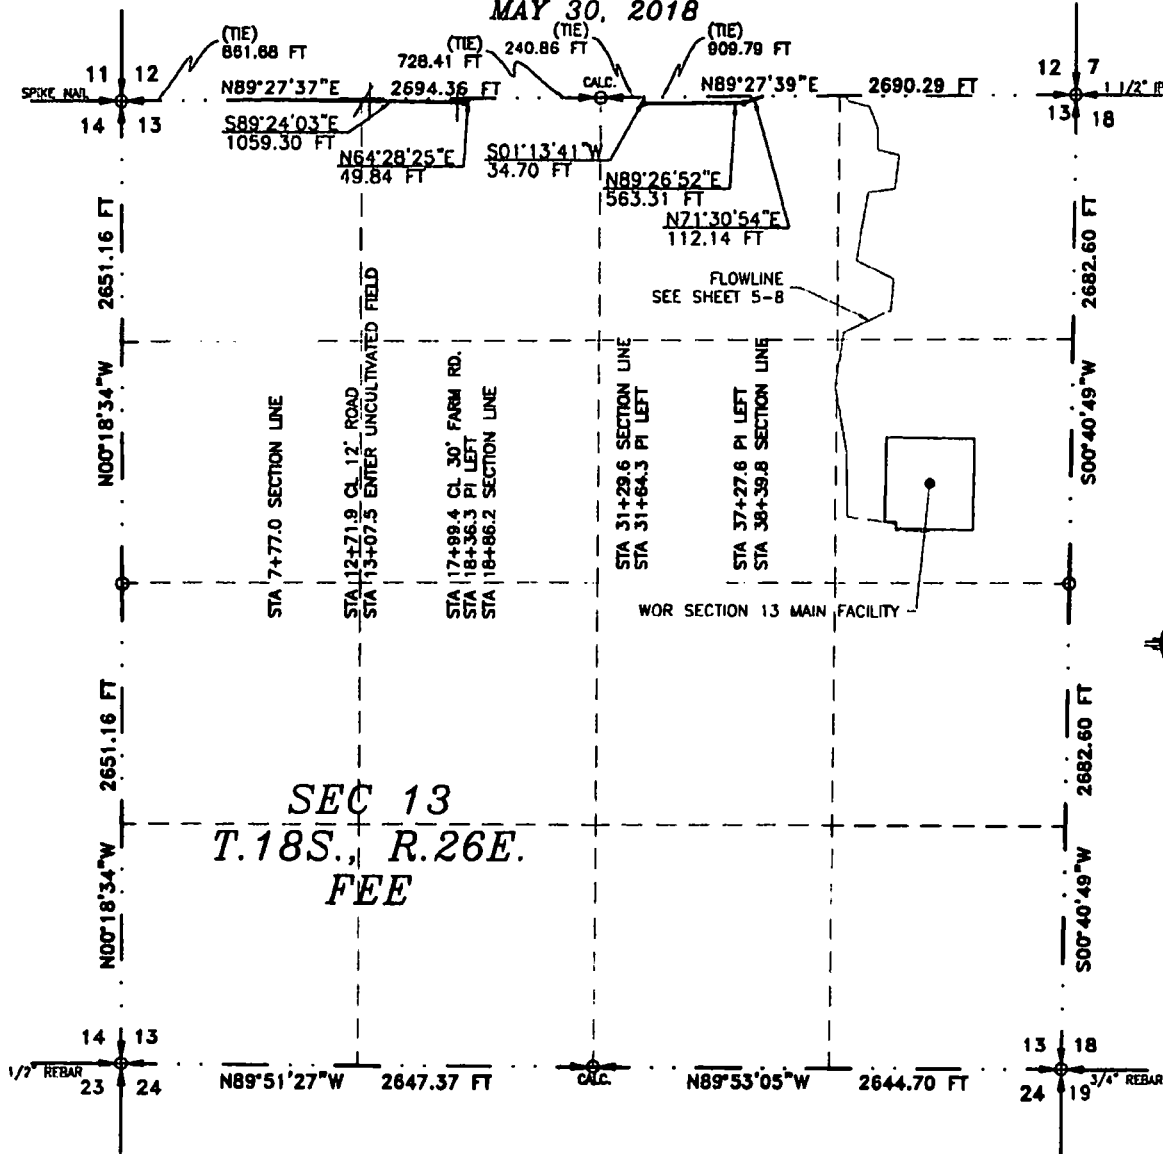 MAY 30, 2018
(TIE)
861.68 FT
(TIE)
728.41 FT
(TIE)
240.86 FT
(TIE)
909.79 FT
11 12
14 13
SPIKE NAIL
N89°27'37"E 2694.36 FT
CALC.
N89°27'39"E 2690.29 FT
12 7
13 18
1 1/2"
S89°24'03"E
1059.30 FT
N64°28'25"E
49.84 FT
S01°13'41"W
34.70 FT
N89°26'52"E
563.31 FT
N71°30'54"E
112.14 FT
FLOWLINE
SEE SHEET 5-8
2651.16 FT
N00°18'34"W
2682.60 FT
S00°40'49"W
STA 7+77.0 SECTION LINE
STA 12+71.9 CL 12' ROAD
STA 13+07.5 ENTER UNCULTIVATED FIELD
STA 17+99.4 CL 30' FARM RD.
STA 18+36.3 PI LEFT
STA 18+86.2 SECTION LINE
STA 31+29.6 SECTION LINE
STA 31+64.3 PI LEFT
STA 37+27.6 PI LEFT
STA 38+39.8 SECTION LINE
WOR SECTION 13 MAIN FACILITY
2651.16 FT
N00°18'34"W
2682.60 FT
S00°40'49"W
SEC 13
T.18S., R.26E.
FEE
14 13
23 24
1/2" REBAR
N89°51'27"W 2647.37 FT
CALC.
N89°53'05"W 2644.70 FT
13 18
24 19
3/4" REBAR